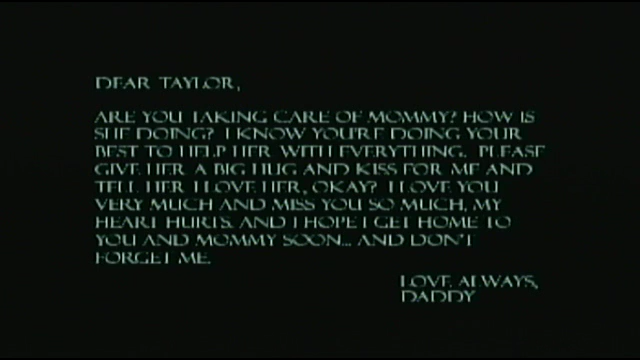 DEAR TAYLOR,
ARE YOU TAKING CARE OF MOMMY? HOW IS
SHE DOING? I KNOW YOU'RE DOING YOUR
BEST TO HELP HER WITH EVERYTHING. PLEASE
GIVE HER A BIG HUG AND KISS FOR ME AND
TELL HER I LOVE HER, OKAY? I LOVE YOU
VERY MUCH AND MISS YOU SO MUCH, MY
HEART HURTS. AND I HOPE I GET HOME TO
YOU AND MOMMY SOON... AND DON'T
FORGET ME.
LOVE ALWAYS,
DADDY